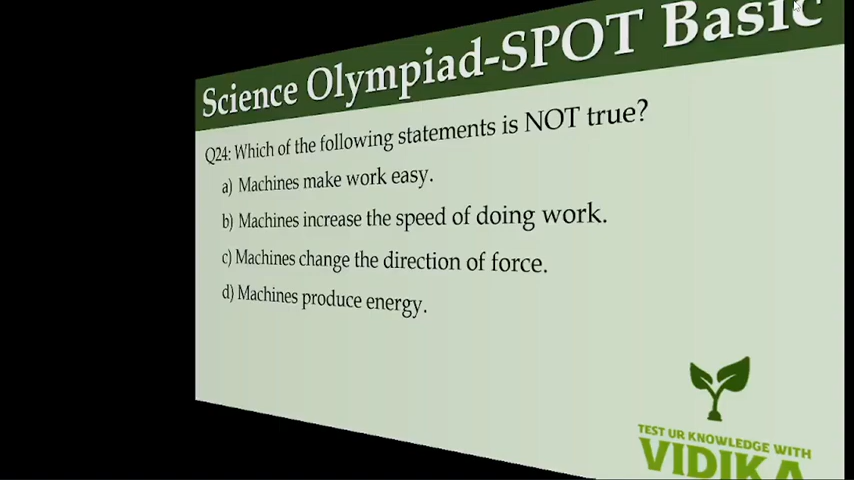 Science Olympiad-SPOT Basic
Q24: Which of the following statements is NOT true?
a) Machines make work easy.
b) Machines increase the speed of doing work.
c) Machines change the direction of force.
d) Machines produce energy.
TEST UR KNOWLEDGE WITH
VIDIKA